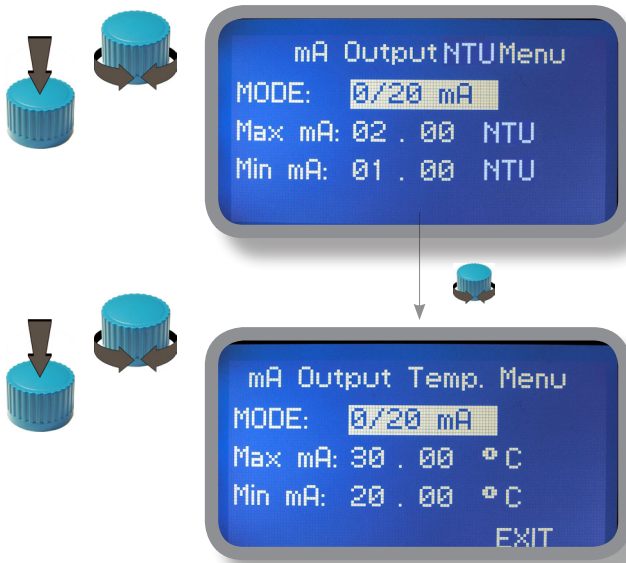 mA Output NTU Menu
MODE: 0/20 mA
Max mA: 02 . 00 NTU
Min mA: 01 . 00 NTU
mA Output Temp. Menu
MODE: 0/20 mA
Max mA: 30 . 00 °C
Min mA: 20 . 00 °C
EXIT